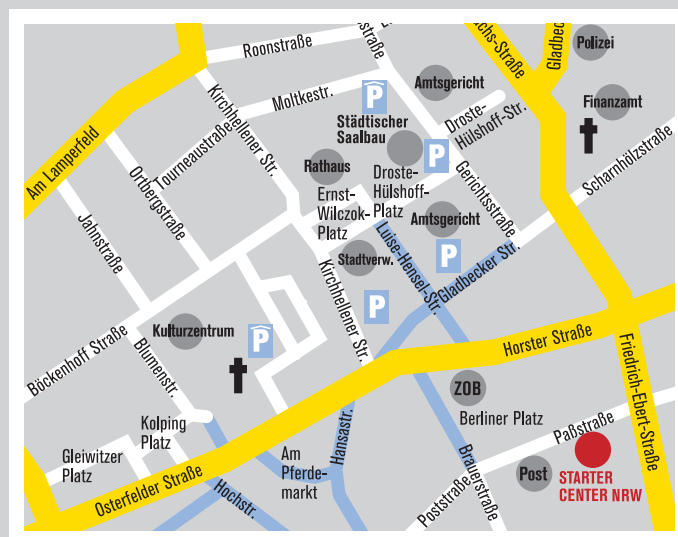 Roonstraße
Polizei
Gladbec
chs-Straße
straße
Amtsgericht
Finanzamt
Moltkestr.
P
Kirchhellener Str.
Tourneaustraße
Städtischer
Saalbau
Droste-
Hülshoff-Str.
P
Am Lamperfeld
Ortbergstraße
Rathaus
Droste-
Hülshoff-
Platz
Gerichtsstraße
Scharnhölzstraße
Ernst-
Wilczok-
Platz
Jahnstraße
Amtsgericht
Luise-Hensel-Str.
Stadtverw.
P
Gladbecker Str.
Kirchhellener Str.
P
Böckenhoff Straße
Kulturzentrum
P
Blumenstr.
Horster Straße
Friedrich-Ebert-Straße
ZOB
Berliner Platz
Kolping
Platz
Hansastr.
Paßstraße
Gleiwitzer
Platz
Am
Pferde-
markt
Brauerstraße
Post
STARTER
CENTER NRW
Osterfelder Straße
Hochstr.
Poststraße